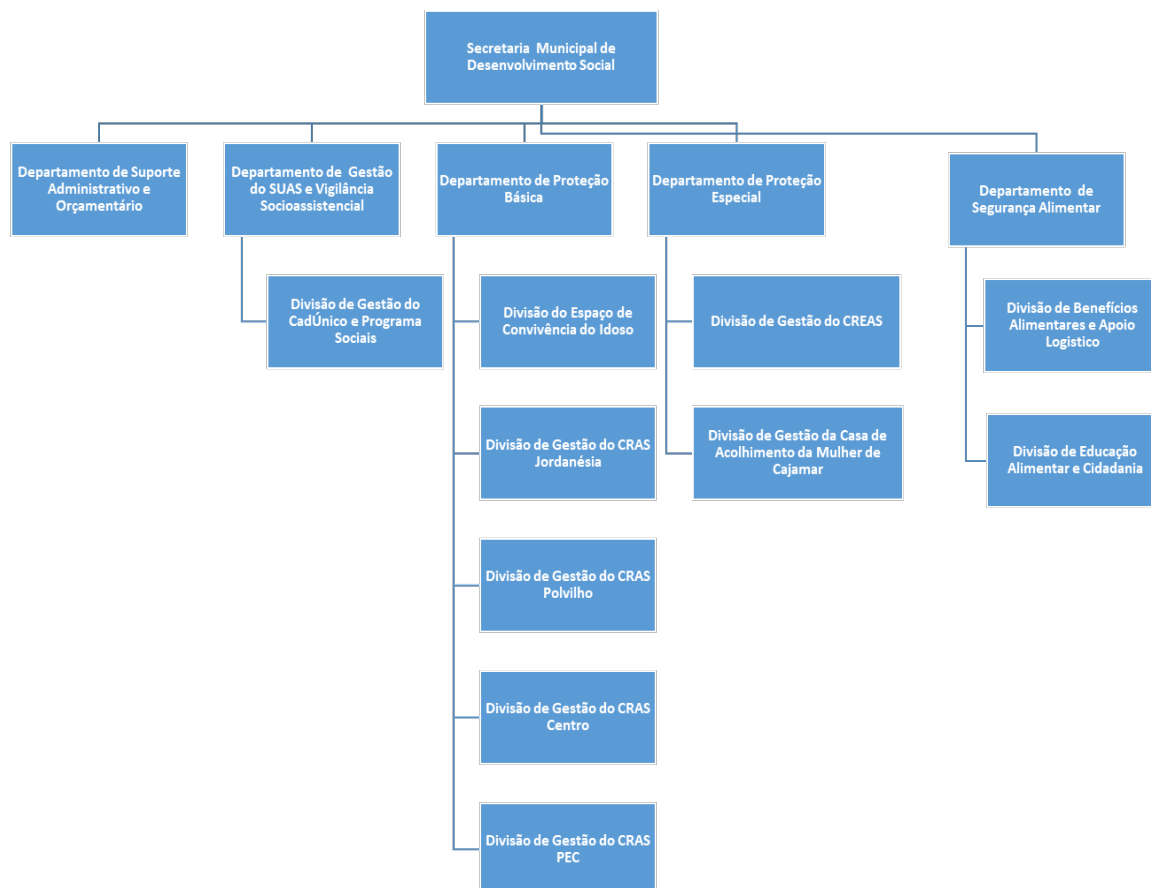 Secretaria Municipal de
Desenvolvimento Social
Departamento de Suporte
Administrativo e
Orçamentário
Departamento de Gestão
do SUAS e Vigilância
Socioassistencial
Departamento de Proteção
Básica
Departamento de Proteção
Especial
Departamento de
Segurança Alimentar
Divisão de Gestão do
CadÚnico e Programa
Sociais
Divisão do Espaço de
Convivência do Idoso
Divisão de Gestão do CREAS
Divisão de Benefícios
Alimentares e Apoio
Logistico
Divisão de Gestão do CRAS
Jordanésia
Divisão de Gestão da Casa de
Acolhimento da Mulher de
Cajamar
Divisão de Educação
Alimentar e Cidadania
Divisão de Gestão do CRAS
Polvilho
Divisão de Gestão do CRAS
Centro
Divisão de Gestão do CRAS
PEC